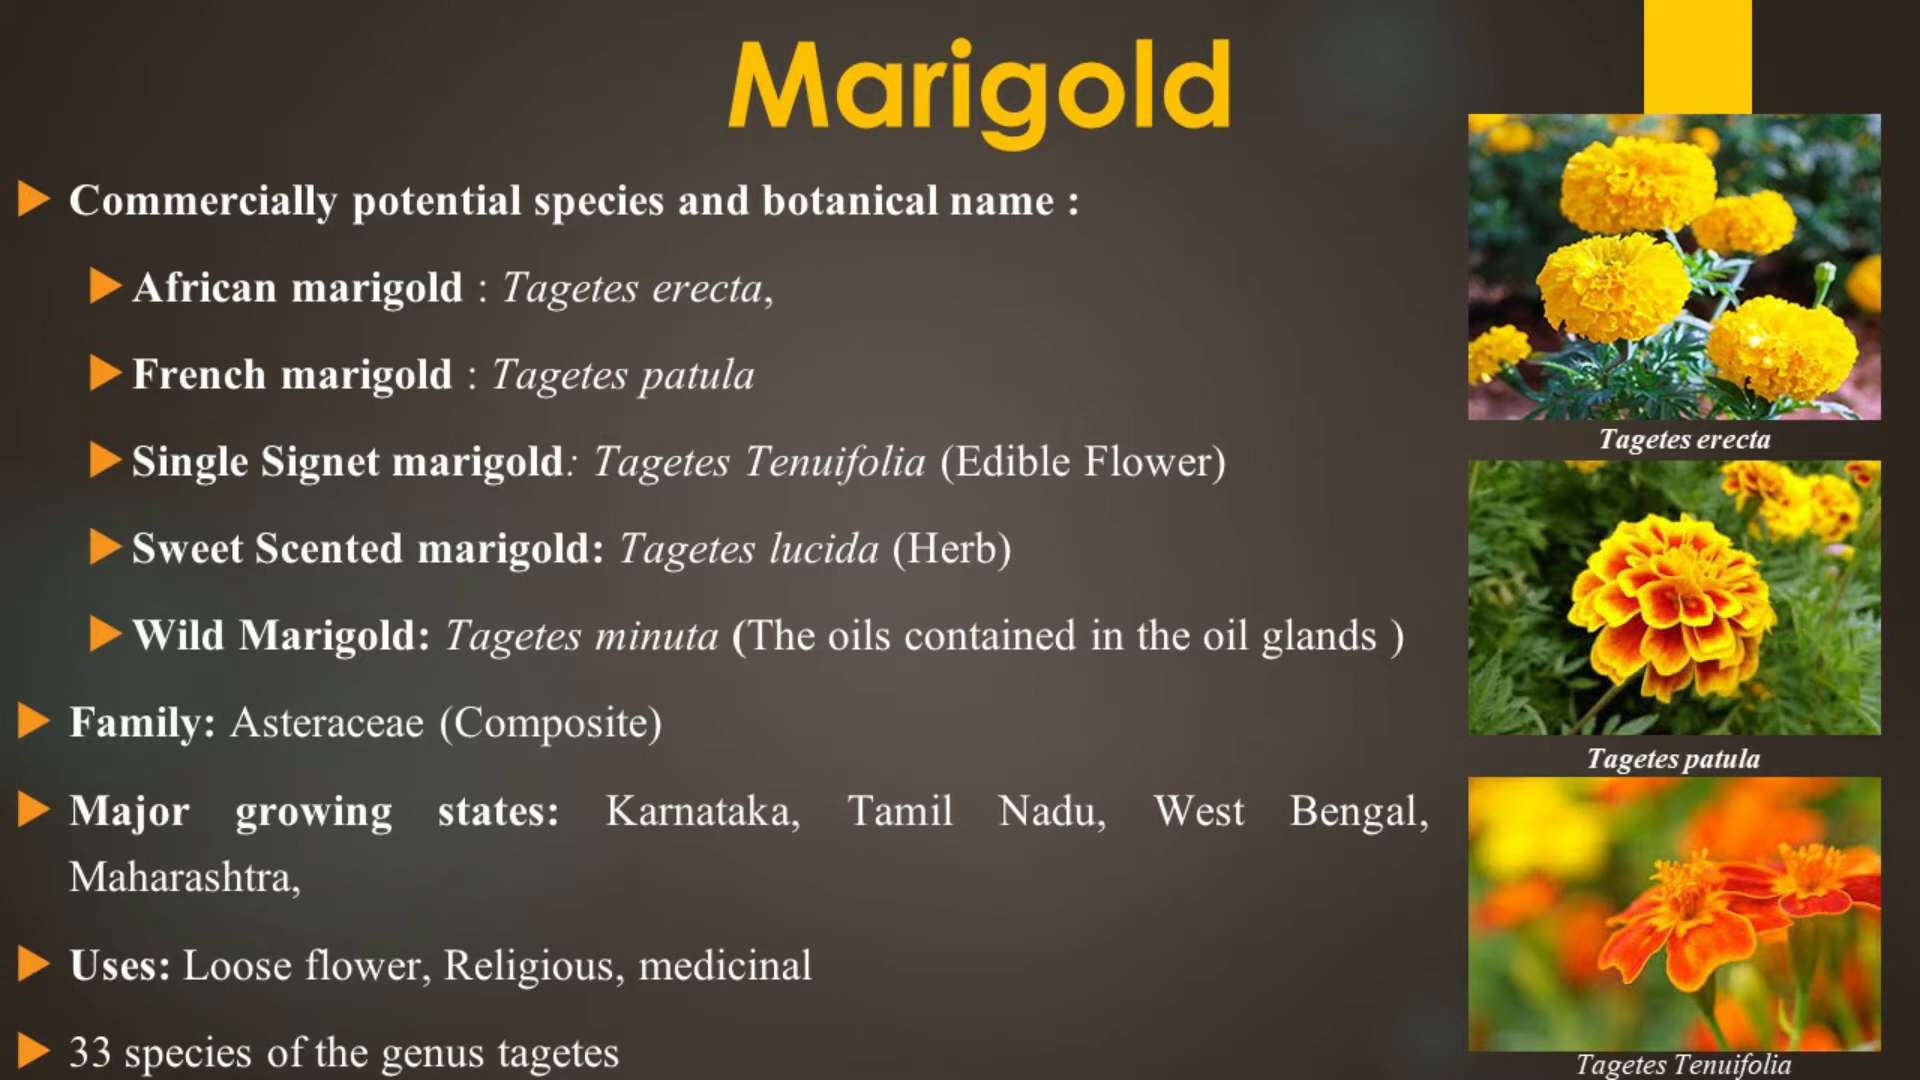 Marigold
Commercially potential species and botanical name :
African marigold : Tagetes erecta,
French marigold : Tagetes patula
Single Signet marigold: Tagetes Tenuifolia (Edible Flower)
Sweet Scented marigold: Tagetes lucida (Herb)
Wild Marigold: Tagetes minuta (The oils contained in the oil glands )
Family: Asteraceae (Composite)
Major growing states: Karnataka, Tamil Nadu, West Bengal,
Maharashtra,
Uses: Loose flower, Religious, medicinal
33 species of the genus tagetes
Tagetes erecta
Tagetes patula
Tagetes Tenuifolia